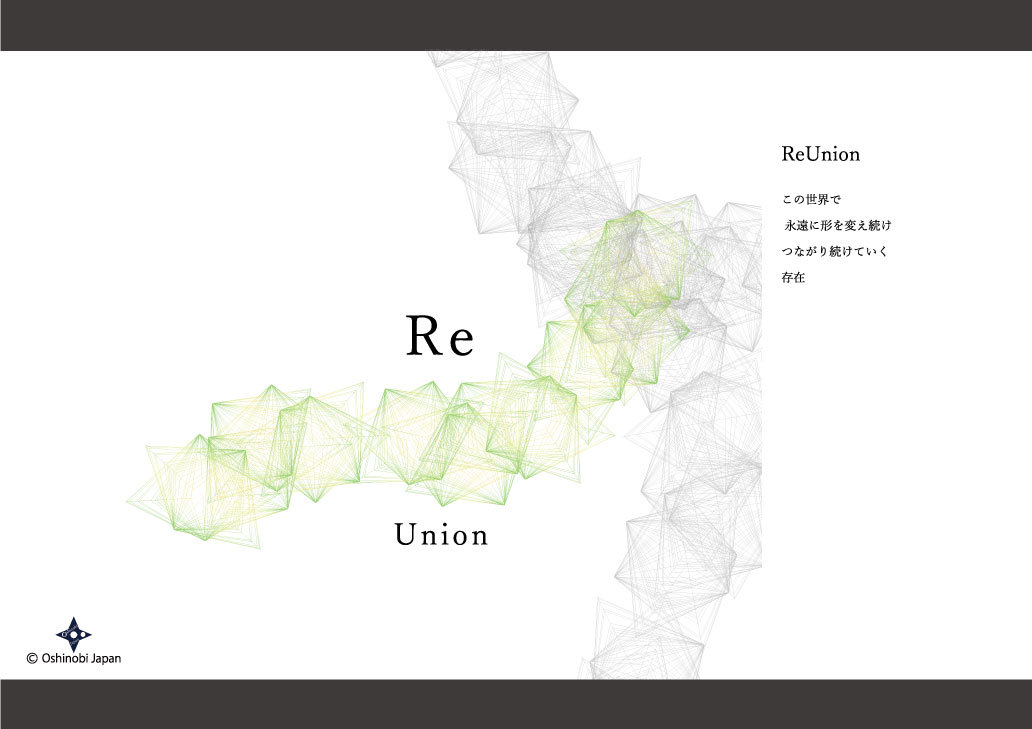 ReUnion
この世界で
永遠に形を変え続け
つながり続けていく
存在
Re
Union
© Oshinobi Japan